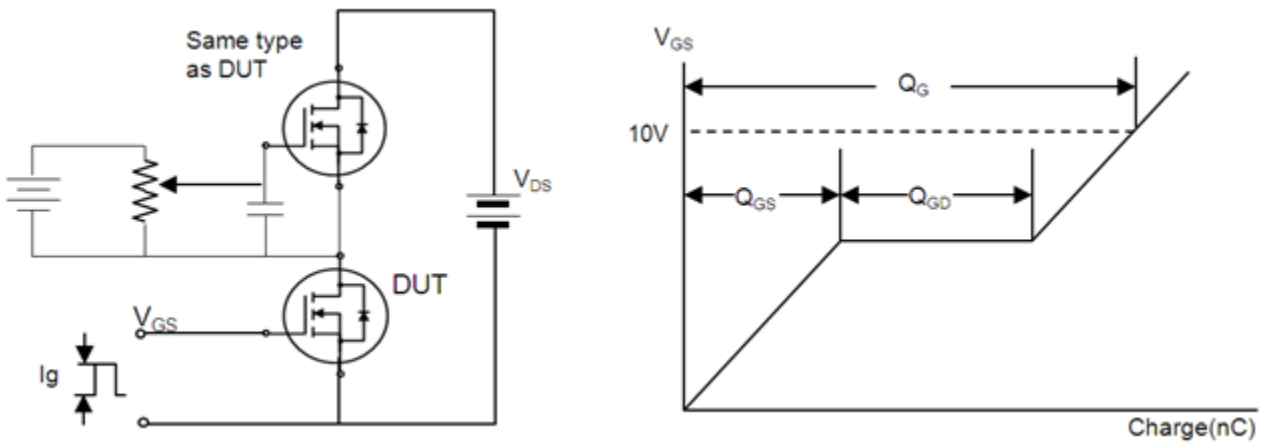 Same type
as DUT
V_DS
DUT
V_GS
Ig
V_GS
Q_G
10V
Q_GS
Q_GD
Charge(nC)